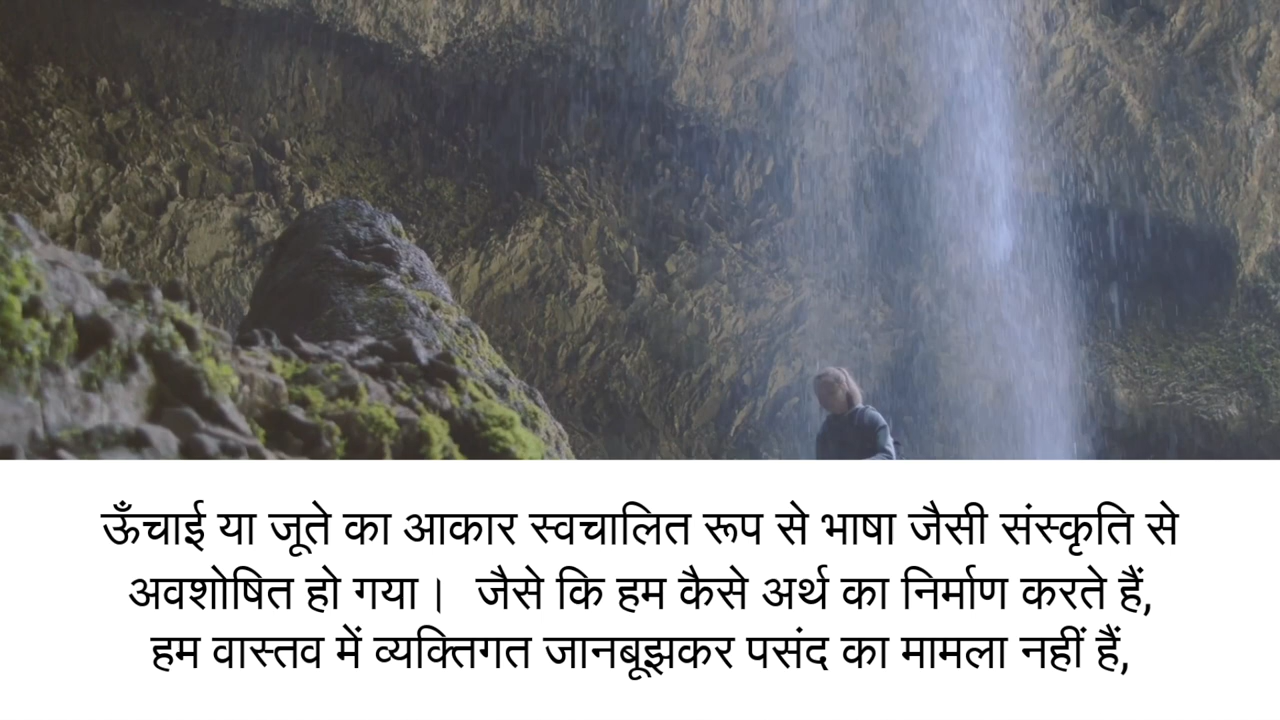 ऊँचाई या जूते का आकार स्वचालित रूप से भाषा जैसी संस्कृति से
अवशोषित हो गया।  जैसे कि हम कैसे अर्थ का निर्माण करते हैं,
हम वास्तव में व्यक्तिगत जानबूझकर पसंद का मामला नहीं हैं,